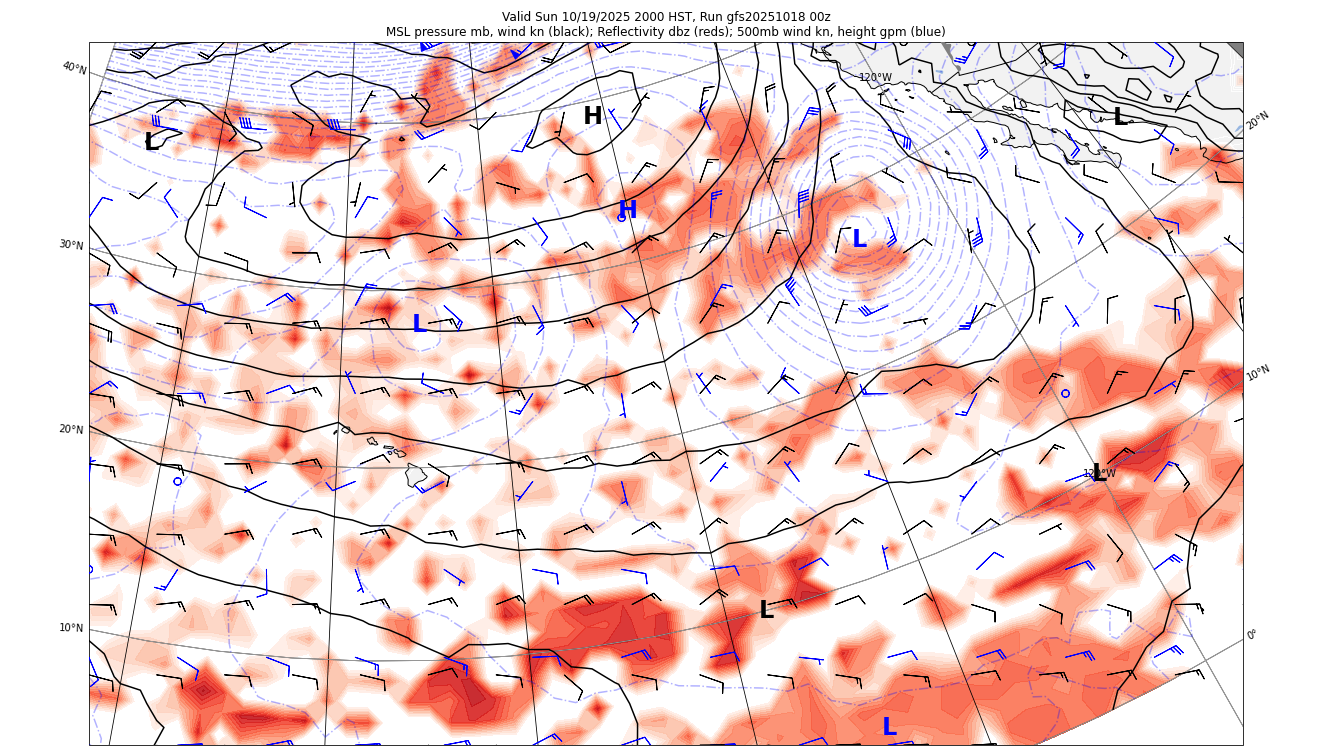 Valid Sun 10/19/2025 2000 HST, Run gfs20251018 00z
MSL pressure mb, wind kn (black); Reflectivity dbz (reds); 500mb wind kn, height gpm (blue)
40°N
120°W
L
H
L
20°N
H
L
30°N
L
10°N
20°N
L
120°W
L
10°N
0°
L